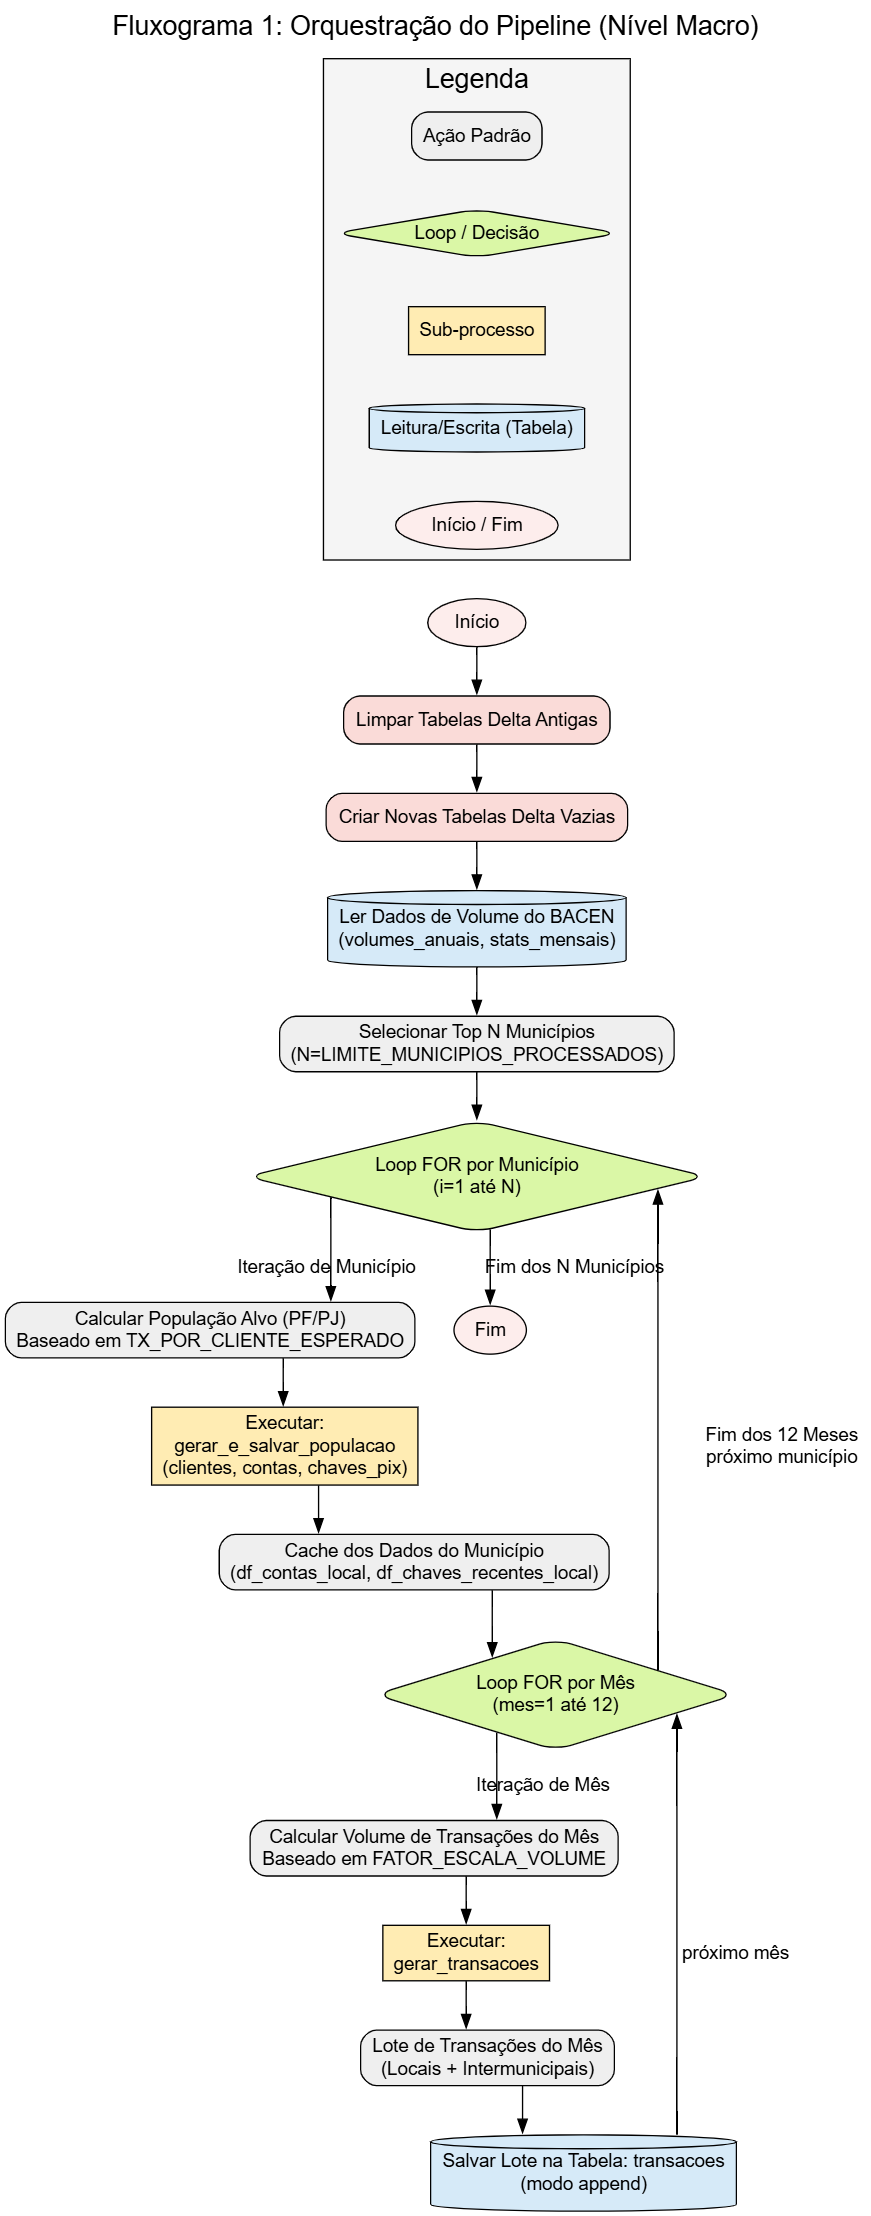 Fluxograma 1: Orquestração do Pipeline (Nível Macro)
Legenda
Ação Padrão
Loop / Decisão
Sub-processo
Leitura/Escrita (Tabela)
Início / Fim
Início
Limpar Tabelas Delta Antigas
Criar Novas Tabelas Delta Vazias
Ler Dados de Volume do BACEN
(volumes_anuais, stats_mensais)
Selecionar Top N Municípios
(N=LIMITE_MUNICIPIOS_PROCESSADOS)
Loop FOR por Município
(i=1 até N)
Iteração de Município
Fim dos N Municípios
Calcular População Alvo (PF/PJ)
Baseado em TX_POR_CLIENTE_ESPERADO
Fim
Executar:
gerar_e_salvar_populacao
(clientes, contas, chaves_pix)
Fim dos 12 Meses
próximo município
Cache dos Dados do Município
(df_contas_local, df_chaves_recentes_local)
Loop FOR por Mês
(mes=1 até 12)
Iteração de Mês
Calcular Volume de Transações do Mês
Baseado em FATOR_ESCALA_VOLUME
Executar:
gerar_transacoes
próximo mês
Lote de Transações do Mês
(Locais + Intermunicipais)
Salvar Lote na Tabela: transacoes
(modo append)